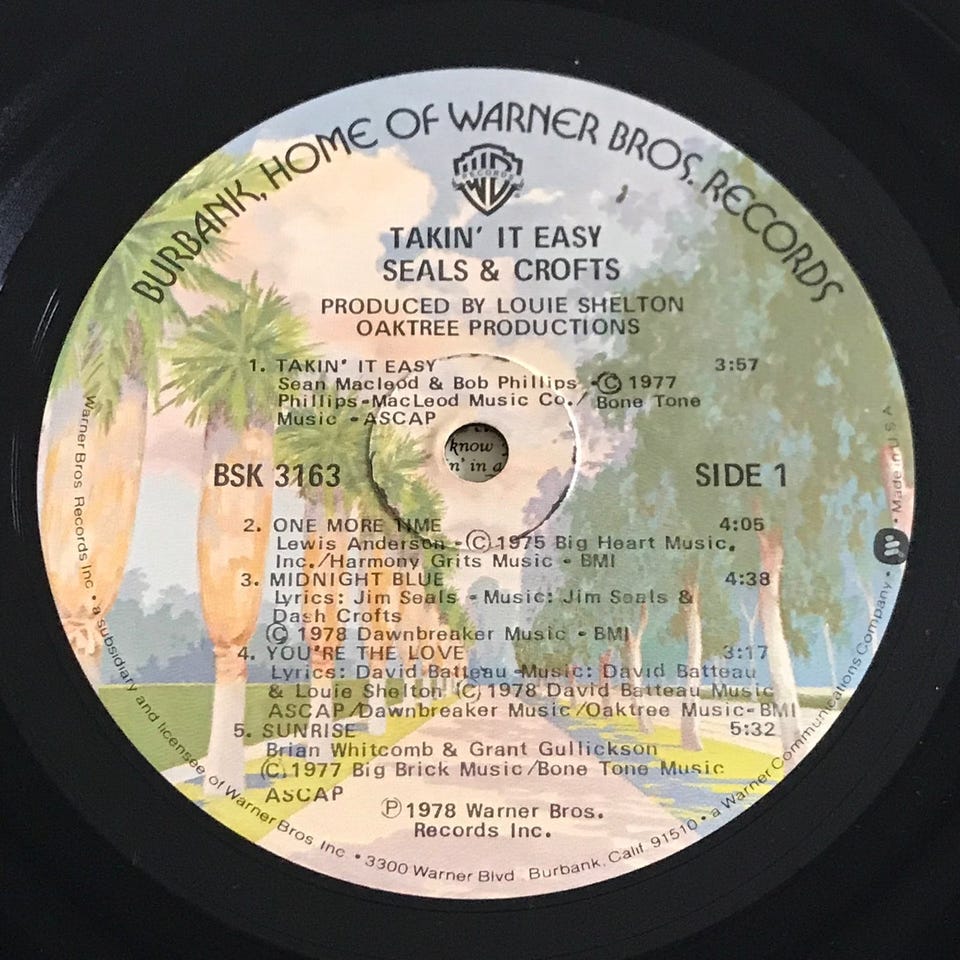 BURBANK, HOME OF WARNER BROS. RECORDS
RECORDS
TAKIN' IT EASY
SEALS & CROFTS
PRODUCED BY LOUIE SHELTON
OAKTREE PRODUCTIONS
1. TAKIN' IT EASY 3:57
Sean Macleod & Bob Phillips - © 1977
Phillips-MacLeod Music Co./ Bone Tone
Music - ASCAP
know
n' in a
BSK 3163 SIDE 1
2. ONE MORE TIME 4:05
Lewis Anderson - © 1975 Big Heart Music,
Inc./Harmony Grits Music - BMI
3. MIDNIGHT BLUE 4:38
Lyrics: Jim Seals - Music: Jim Seals &
Dash Crofts
© 1978 Dawnbreaker Music - BMI
4. YOU'RE THE LOVE 3:17
Lyrics: David Batteau - Music: David Batteau
& Louie Shelton (C) 1978 David Batteau Music
ASCAP/Dawnbreaker Music/Oaktree Music-BMI
5. SUNRISE 5:32
Brian Whitcomb & Grant Gullickson
(C) 1977 Big Brick Music/Bone Tone Music
ASCAP
℗ 1978 Warner Bros.
Records Inc.
Warner Bros. Records Inc. • a subsidiary and licensee of Warner Bros. Inc. • 3300 Warner Blvd., Burbank, Calif. 91510 • a Warner Communications Company • Made in U.S.A.